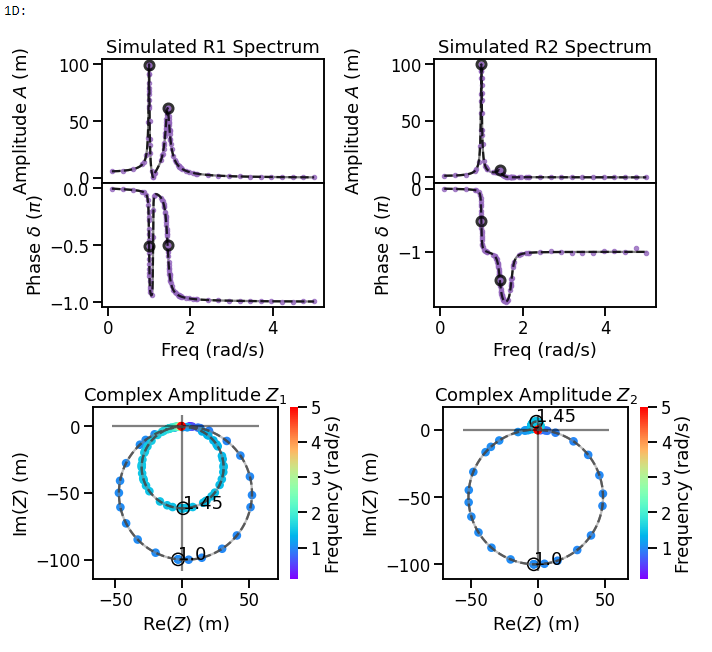 1D:
Simulated R1 Spectrum
Amplitude A (m)
100
50
0
Phase δ (π)
0.0
−0.5
−1.0
0
2
4
Freq (rad/s)
Simulated R2 Spectrum
Amplitude A (m)
100
50
0
Phase δ (π)
0
−1
0
2
4
Freq (rad/s)
Complex Amplitude Z₁
Im(Z) (m)
0
−50
−100
1.45
1.0
−50
0
50
Re(Z) (m)
5
4
3
2
1
Frequency (rad/s)
Complex Amplitude Z₂
Im(Z) (m)
0
−50
−100
1.45
1.0
−50
0
50
Re(Z) (m)
5
4
3
2
1
Frequency (rad/s)